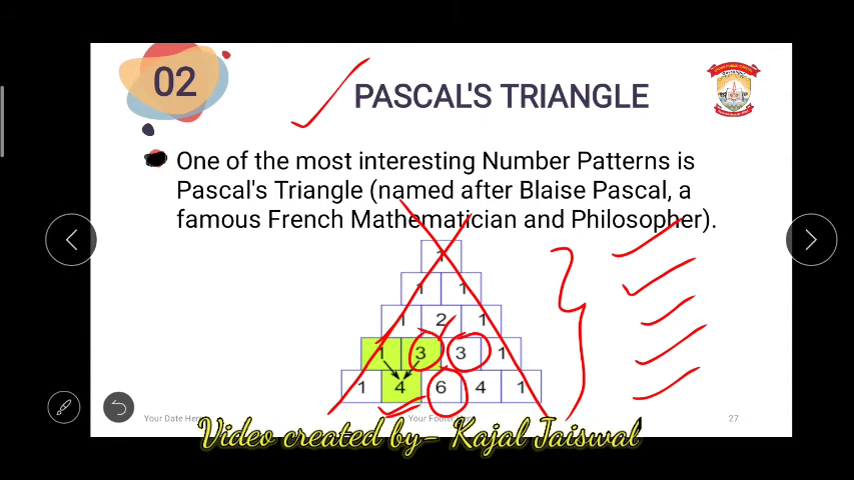 02
PASCAL'S TRIANGLE
One of the most interesting Number Patterns is
Pascal's Triangle (named after Blaise Pascal, a
famous French Mathematician and Philosopher).
1
1 1
1 2 1
1 3 3 1
1 4 6 4 1
Your Date Here
Your Foote
27
Video created by- Kajal Jaiswal